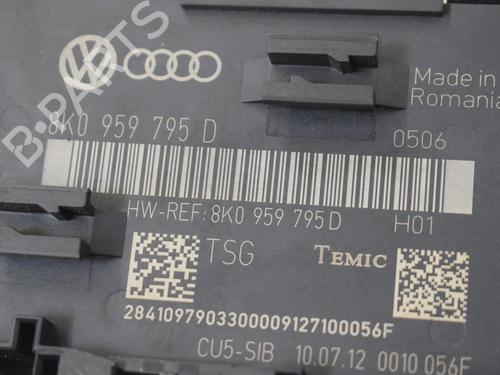 Made in
Romania
8K0 959 795 D
0506
HW-REF: 8K0 959 795 D H01
TSG TEMIC
2841097903300009127100056F
CU5-SIB 10.07.12 0010 056F
B-PARTS